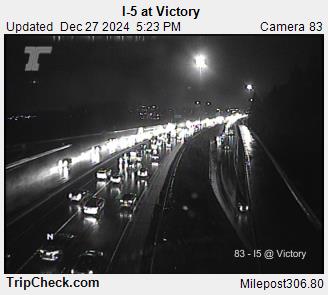 I-5 at Victory
Updated Dec 27 2024 5:23 PM Camera 83
T
N
83 - I5 @ Victory
TripCheck.com Milepost306.80